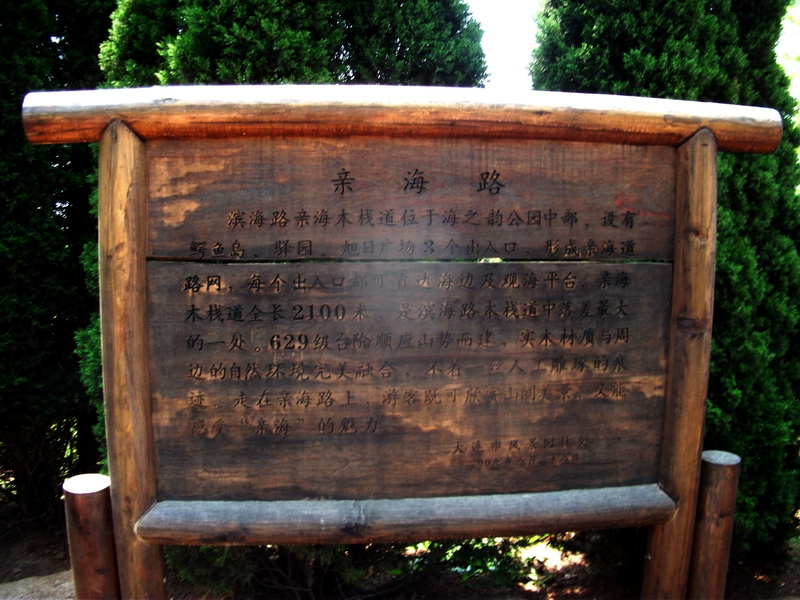 亲海路
滨海路亲海木栈道位于海之韵公园中部，设有
鳄鱼岛、驿园、旭日广场3个出入口，形成亲海道
路网，每个出入口都可直达海边及观海平台。亲海
木栈道全长2100米，是滨海路木栈道中落差最大
的一处。629级台阶顺应山势而建，实木材质与周
边的自然环境完美融合，不着一丝人工雕琢的痕
迹。走在亲海路上，游客既可欣赏山涧美景，又能
感受“亲海”的魅力
大连市风景园林处